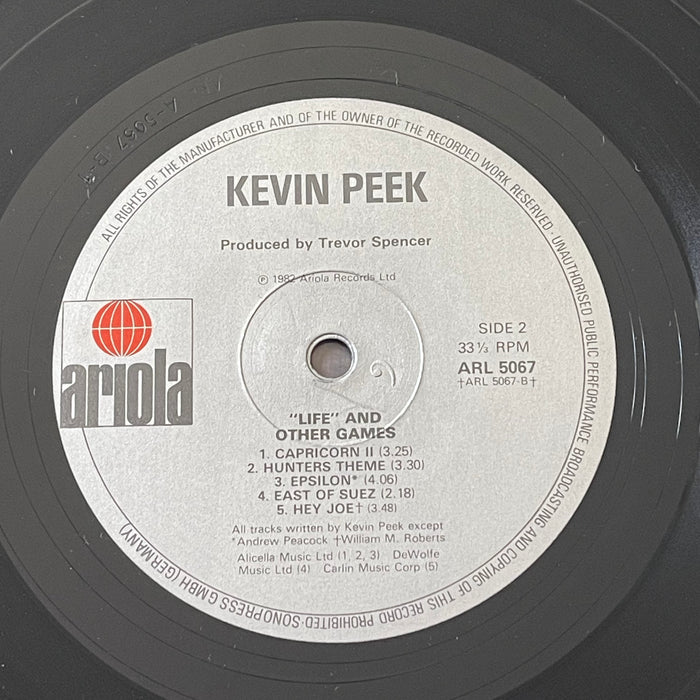 KEVIN PEEK
Produced by Trevor Spencer
℗ 1982 Ariola Records Ltd
ariola
SIDE 2
33⅓ RPM
ARL 5067
†ARL 5067-B†
"LIFE" AND
OTHER GAMES
1. CAPRICORN II (3.25)
2. HUNTERS THEME (3.30)
3. EPSILON* (4.06)
4. EAST OF SUEZ (2.18)
5. HEY JOE† (3.48)
All tracks written by Kevin Peek except
*Andrew Peacock †William M. Roberts
Alicella Music Ltd (1, 2, 3) DeWolfe
Music Ltd (4) Carlin Music Corp (5)
ALL RIGHTS OF THE MANUFACTURER AND OF THE OWNER OF THE RECORDED WORK RESERVED · UNAUTHORISED PUBLIC PERFORMANCE BROADCASTING AND COPYING OF THIS RECORD PROHIBITED · SONOPRESS G.M.B.H (GERMANY)